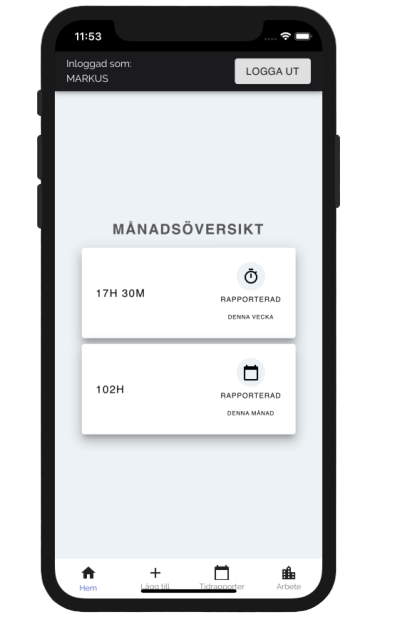 11:53
Inloggad som:
MARKUS
LOGGA UT
MÅNADSÖVERSIKT
17H 30M
RAPPORTERAD
DENNA VECKA
102H
RAPPORTERAD
DENNA MÅNAD
Hem
Lägg till
Tidrapporter
Arbete